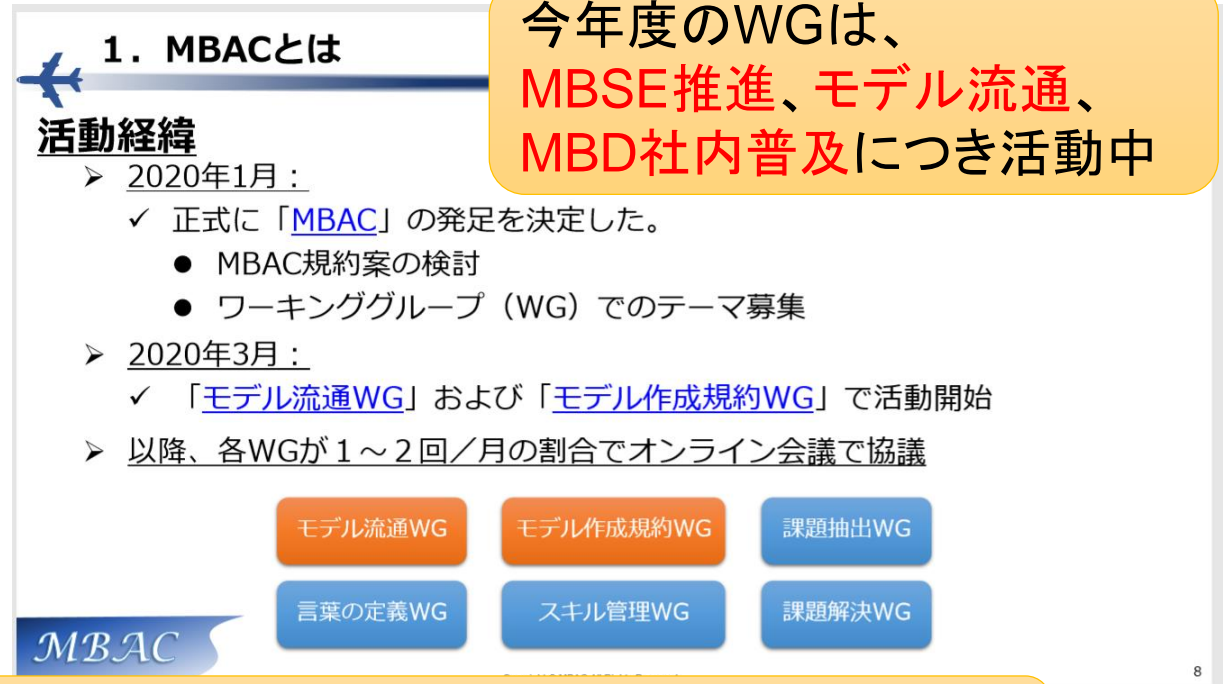 今年度のWGは、
MBSE推進、モデル流通、
MBD社内普及につき活動中
1．MBACとは
活動経緯
➢ 2020年1月：
✓ 正式に「MBAC」の発足を決定した。
● MBAC規約案の検討
● ワーキンググループ（WG）でのテーマ募集
➢ 2020年3月：
✓ 「モデル流通WG」および「モデル作成規約WG」で活動開始
➢ 以降、各WGが１～２回／月の割合でオンライン会議で協議
モデル流通WG モデル作成規約WG 課題抽出WG
言葉の定義WG スキル管理WG 課題解決WG
MBAC
8